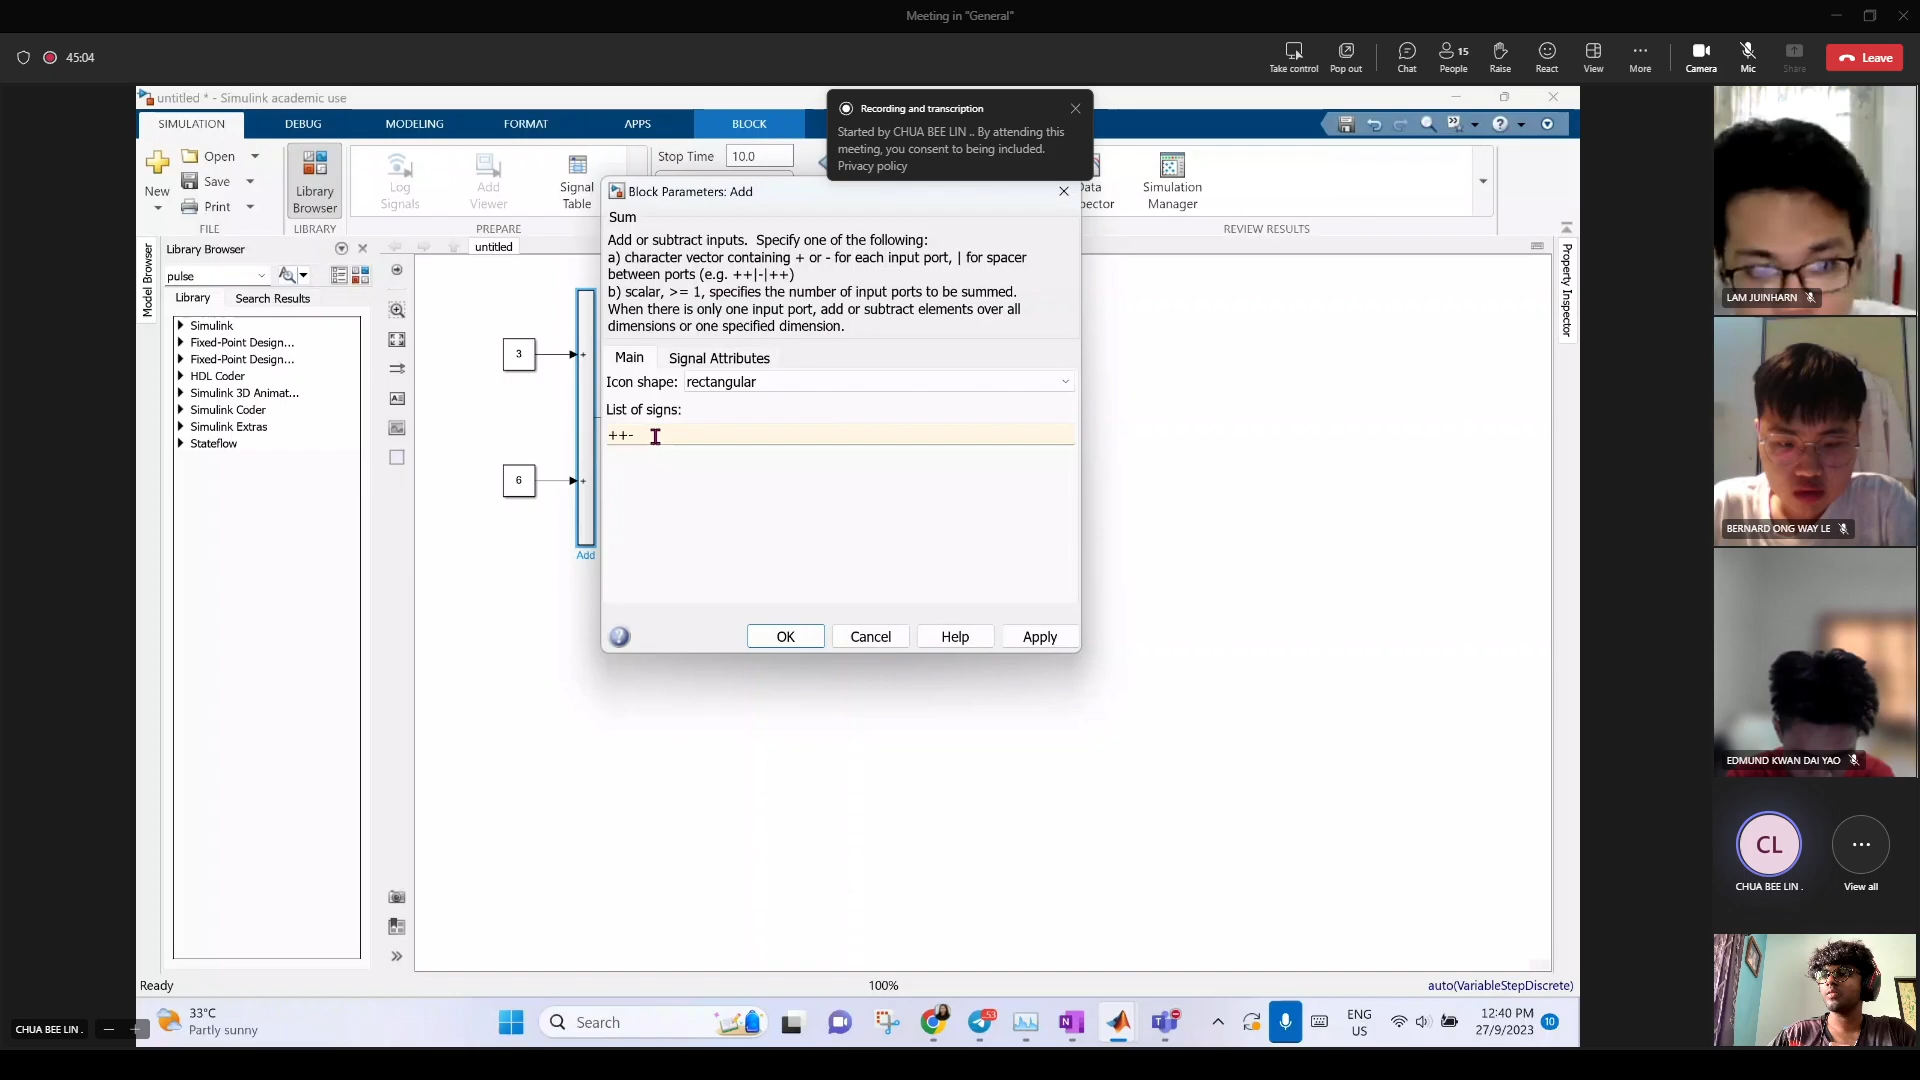 Meeting in "General"
45:04
Take control
Pop out
Chat
15
People
Raise
React
View
More
Camera
Mic
Share
Leave
untitled * - Simulink academic use
SIMULATION
DEBUG
MODELING
FORMAT
APPS
BLOCK
Recording and transcription
Started by CHUA BEE LIN .. By attending this
meeting, you consent to being included.
Privacy policy
New
Open
Save
Print
FILE
Library
Browser
LIBRARY
Log
Signals
Add
Viewer
Signal
Table
PREPARE
Stop Time
10.0
Simulation
Manager
REVIEW RESULTS
Model Browser
Library Browser
pulse
Library
Search Results
Simulink
Fixed-Point Design...
Fixed-Point Design...
HDL Coder
Simulink 3D Animat...
Simulink Coder
Simulink Extras
Stateflow
untitled
3
+
6
+
Add
Block Parameters: Add
Sum
Add or subtract inputs.  Specify one of the following:
a) character vector containing + or - for each input port, | for spacer
between ports (e.g. ++|-|++)
b) scalar, >= 1, specifies the number of input ports to be summed.
When there is only one input port, add or subtract elements over all
dimensions or one specified dimension.
Main
Signal Attributes
Icon shape:
rectangular
List of signs:
++-
OK
Cancel
Help
Apply
Property Inspector
Ready
100%
auto(VariableStepDiscrete)
LAM JUINHARN
BERNARD ONG WAY LE
EDMUND KWAN DAI YAO
CL
CHUA BEE LIN .
View all
CHUA BEE LIN .
33°C
Partly sunny
Search
53
ENG
US
12:40 PM
27/9/2023
10